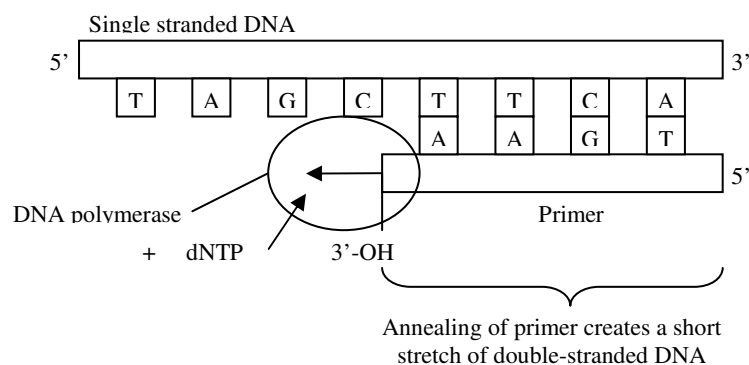 Single stranded DNA
5’ 3’
T A G C T T C A
A A G T
5’
DNA polymerase
Primer
+ dNTP 3’-OH
Annealing of primer creates a short
stretch of double-stranded DNA